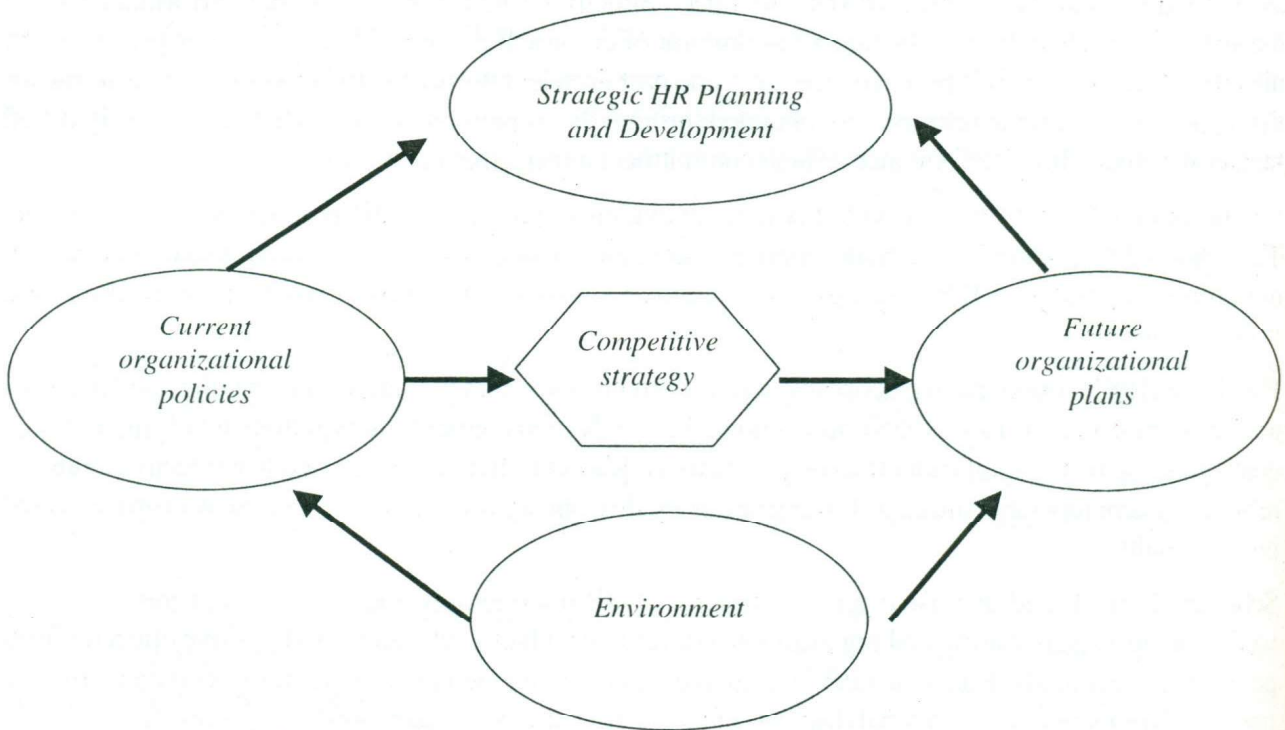 Strategic HR Planning
and Development
Current
organizational
policies
Competitive
strategy
Future
organizational
plans
Environment